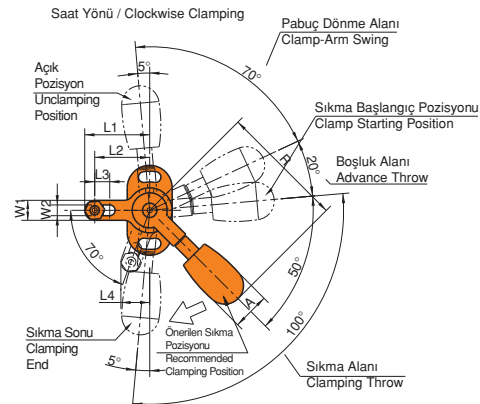 Saat Yönü / Clockwise Clamping
Pabuç Dönme Alanı
Clamp-Arm Swing
5°
70°
Açık
Pozisyon
Unclamping
Position
L1
L2
L3
Sıkma Başlangıç Pozisyonu
Clamp Starting Position
R
20°
Boşluk Alanı
Advance Throw
W1
W2
70°
50°
100°
L4
A
Sıkma Sonu
Clamping
End
5°
Önerilen Sıkma
Pozisyonu
Recommended
Clamping Position
Sıkma Alanı
Clamping Throw